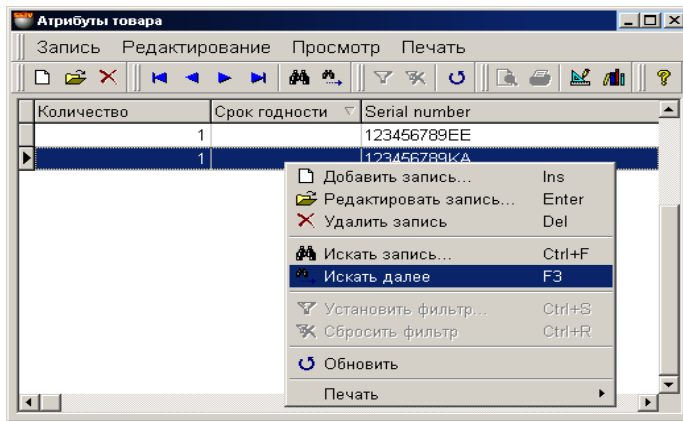 Атрибуты товара
Запись Редактирование Просмотр Печать
Количество Срок годности Serial number
1 123456789EE
1 123456789KA
Добавить запись... Ins
Редактировать запись... Enter
Удалить запись Del
Искать запись... Ctrl+F
Искать далее F3
Установить фильтр... Ctrl+S
Сбросить фильтр Ctrl+R
Обновить
Печать